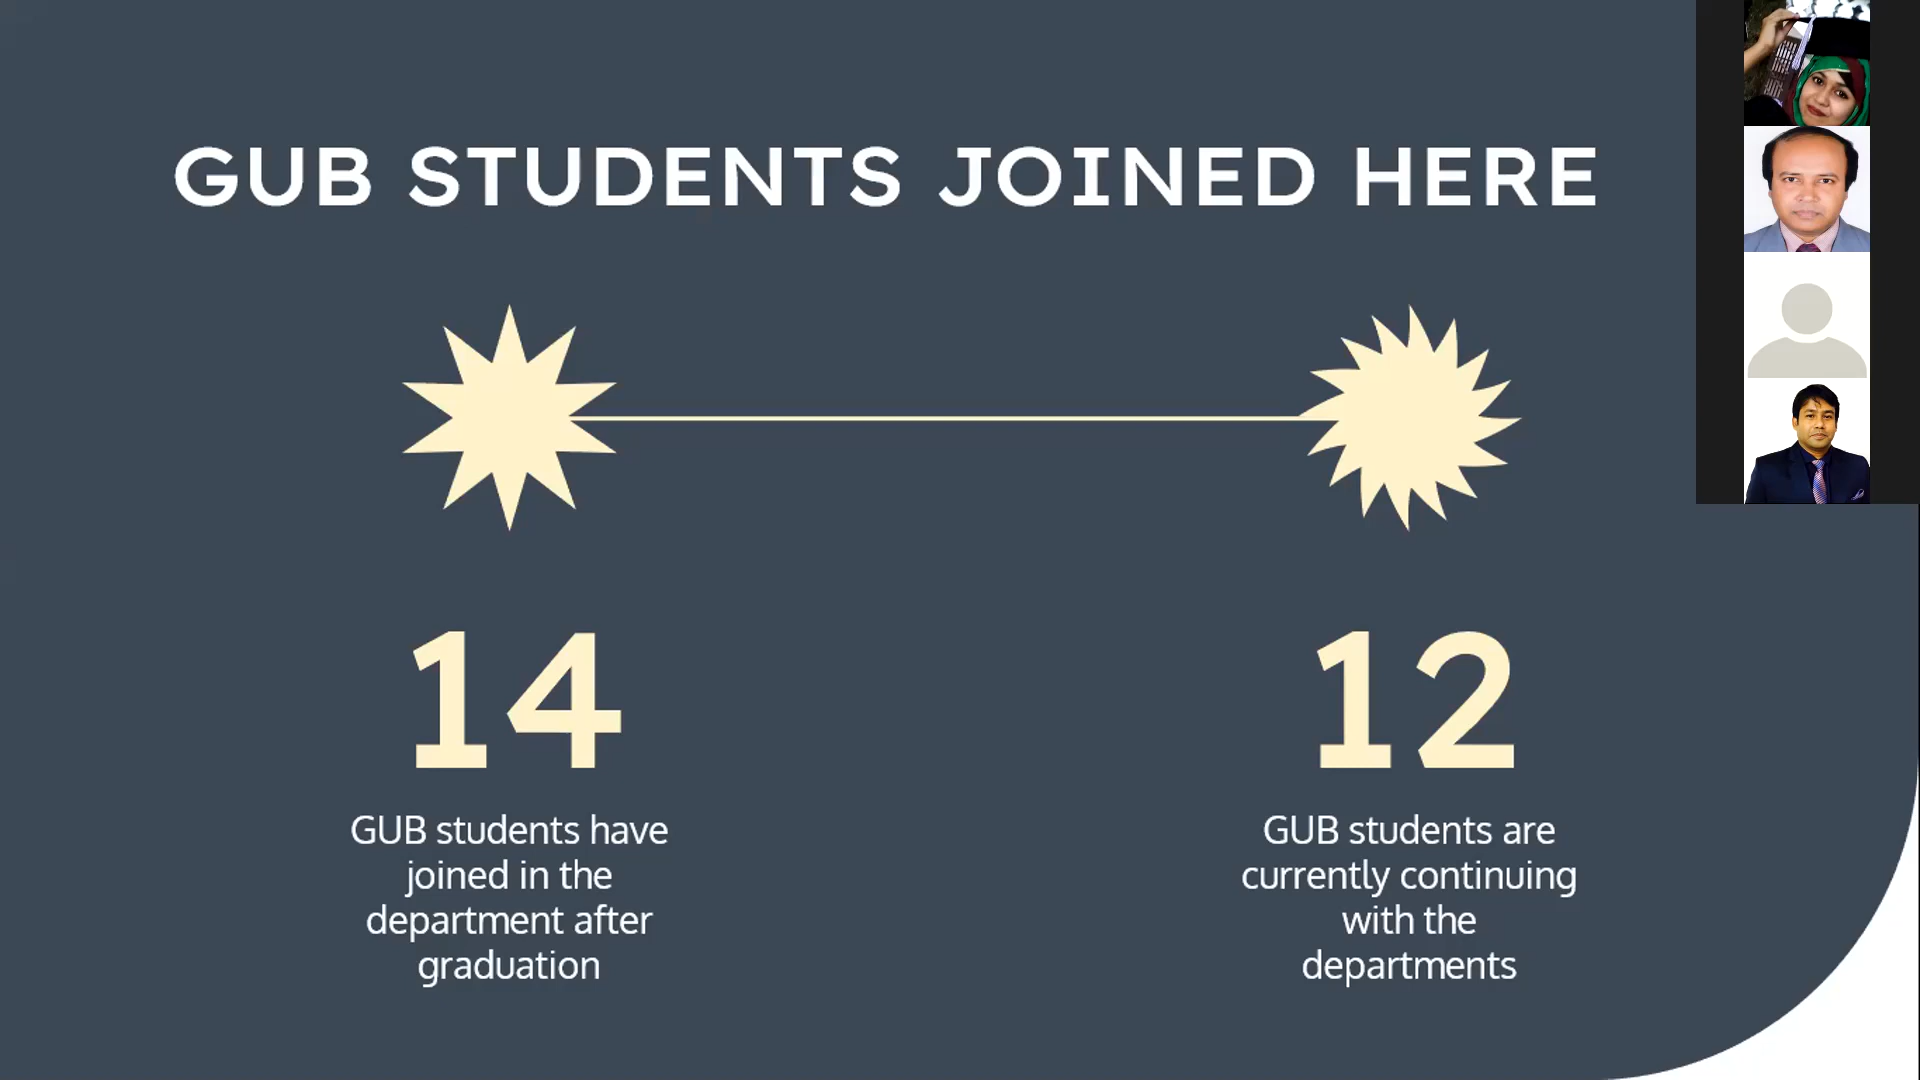 GUB STUDENTS JOINED HERE
14
GUB students have
joined in the
department after
graduation
12
GUB students are
currently continuing
with the
departments